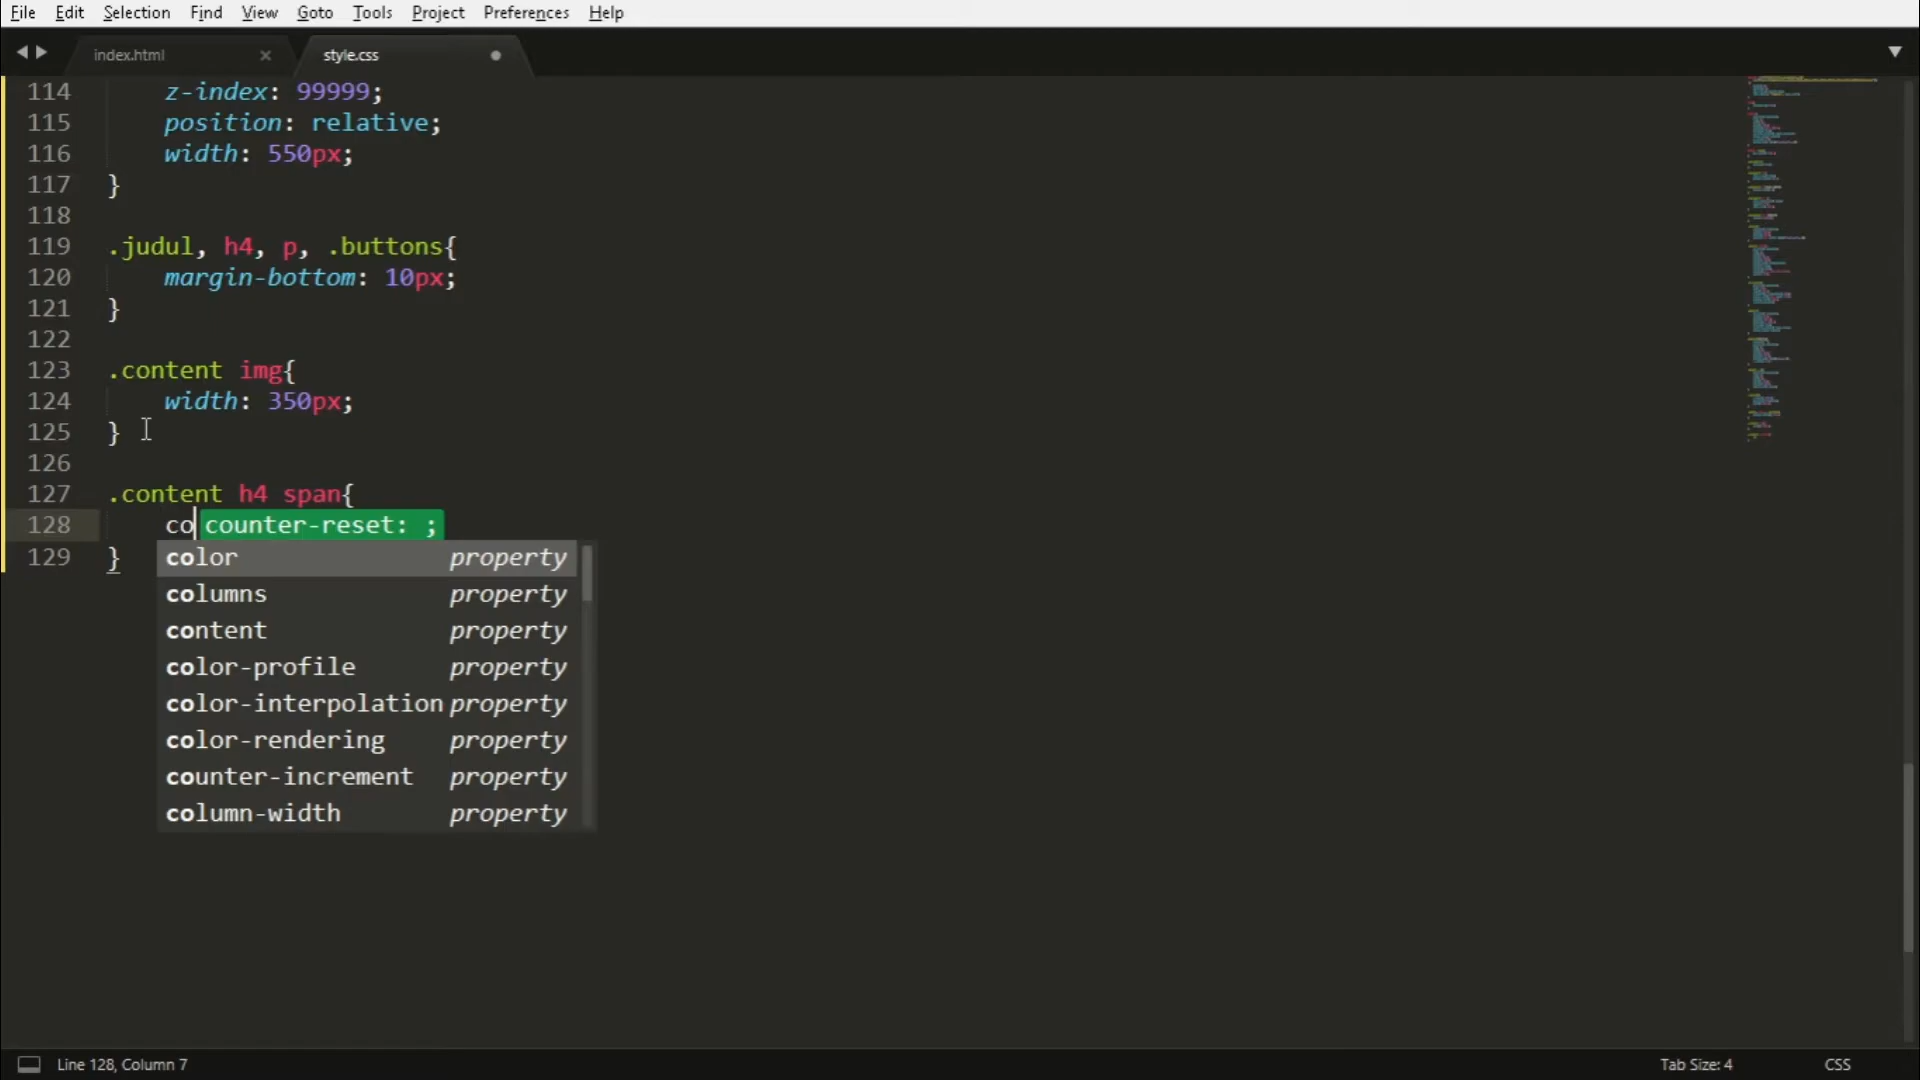 File Edit Selection Find View Goto Tools Project Preferences Help
index.html style.css
114 z-index: 99999;
115 position: relative;
116 width: 550px;
117 }
118
119 .judul, h4, p, .buttons{
120 margin-bottom: 10px;
121 }
122
123 .content img{
124 width: 350px;
125 }
126
127 .content h4 span{
128 co counter-reset: ;
129 }
color property
columns property
content property
color-profile property
color-interpolation property
color-rendering property
counter-increment property
column-width property
Line 128, Column 7 Tab Size: 4 CSS